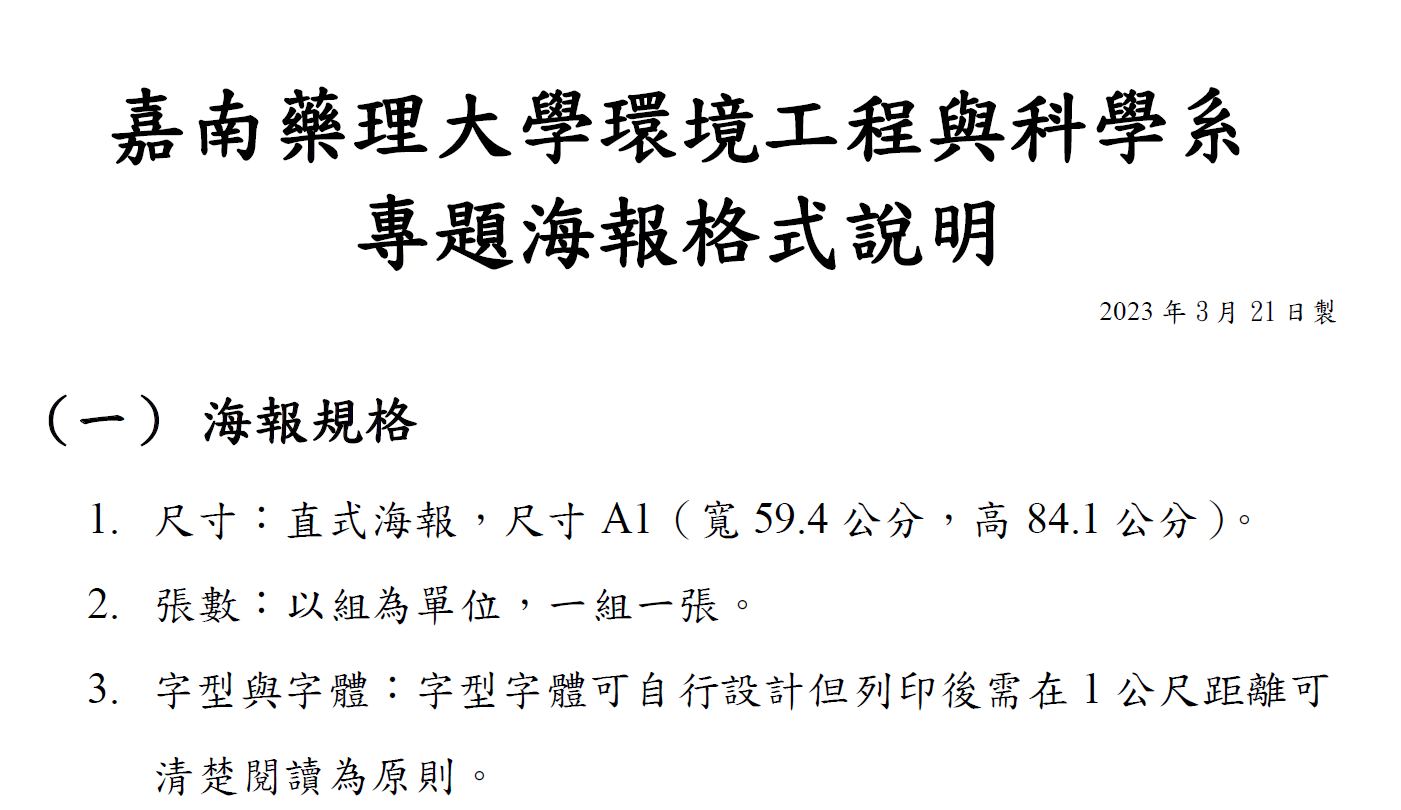 嘉南藥理大學環境工程與科學系
專題海報格式說明
2023 年 3 月 21 日製
（一） 海報規格
1. 尺寸：直式海報，尺寸 A1（寬 59.4 公分，高 84.1 公分）。
2. 張數：以組為單位，一組一張。
3. 字型與字體：字型字體可自行設計但列印後需在 1 公尺距離可
清楚閱讀為原則。